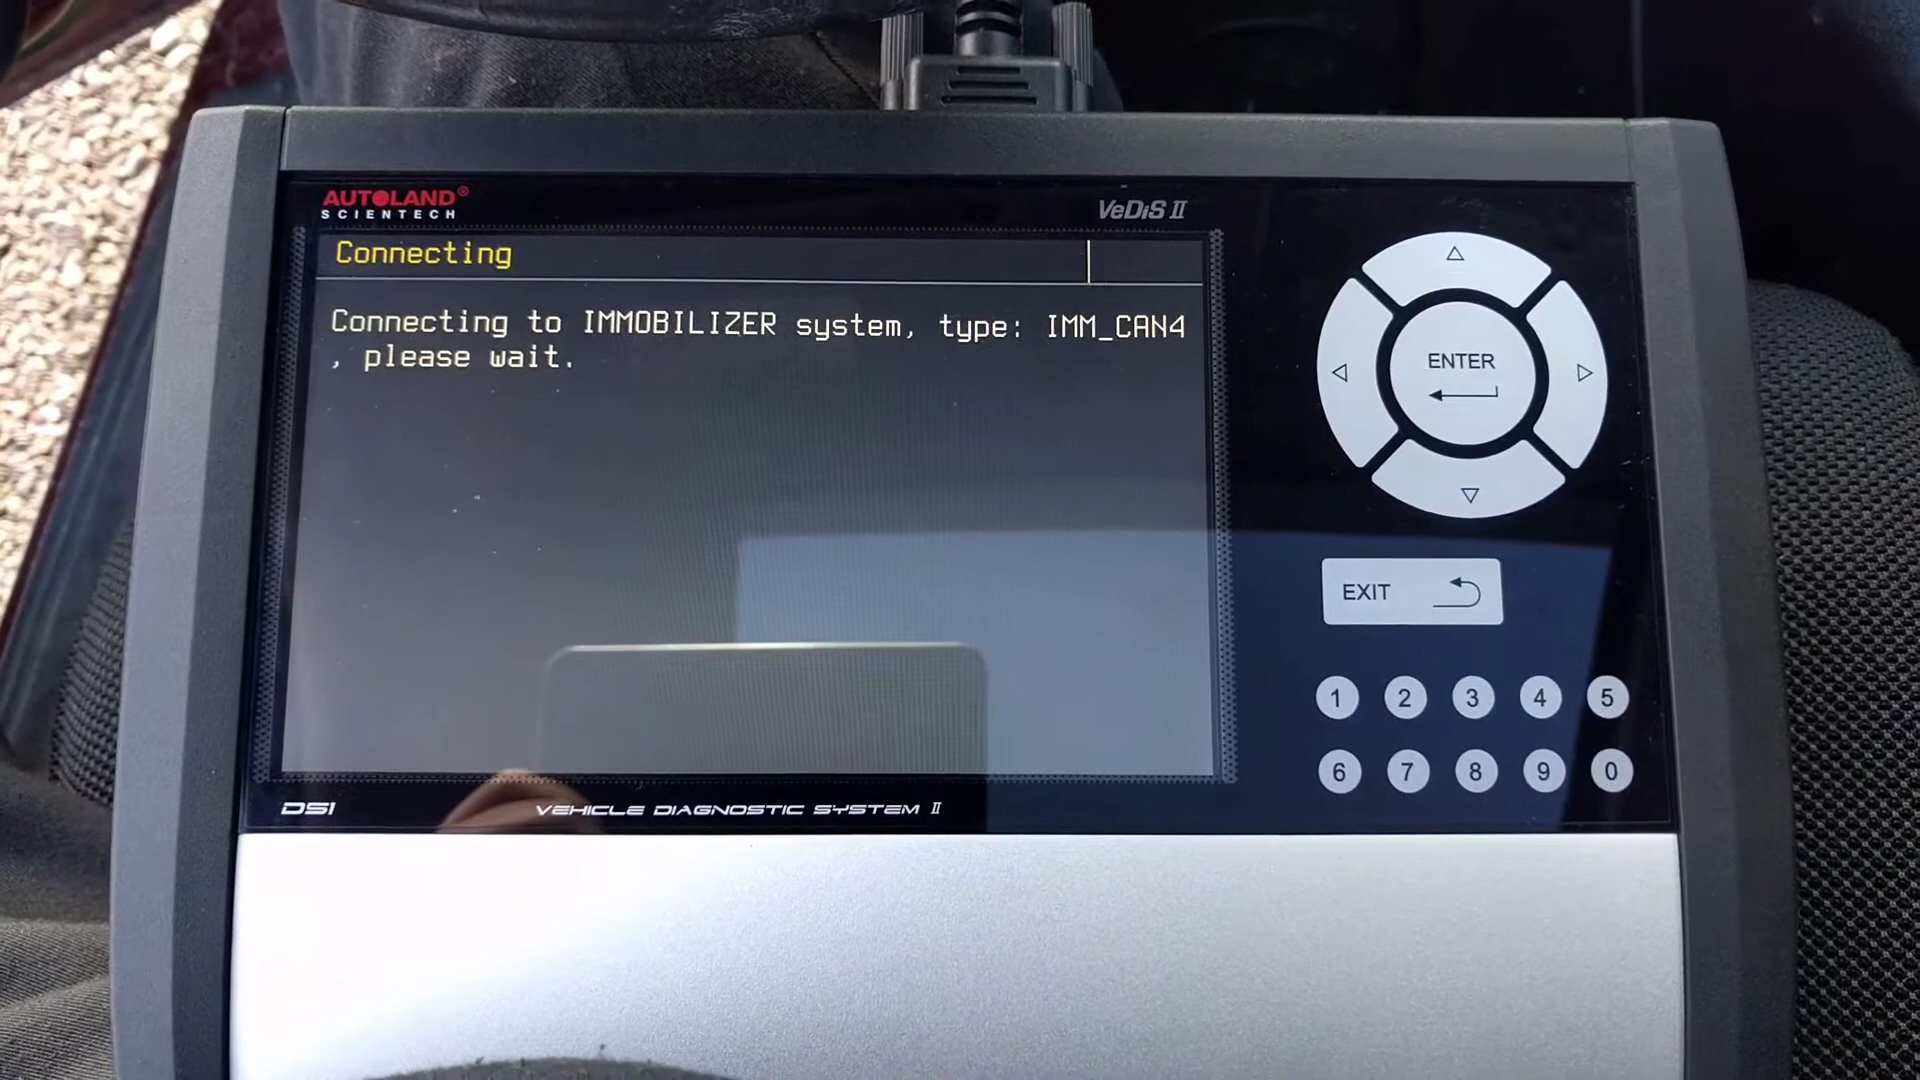 AUTOLAND®
SCIENTECH
VeDiS II
Connecting
Connecting to IMMOBILIZER system, type: IMM_CAN4
, please wait.
ENTER
EXIT
1 2 3 4 5
6 7 8 9 0
DSI
VEHICLE DIAGNOSTIC SYSTEM II